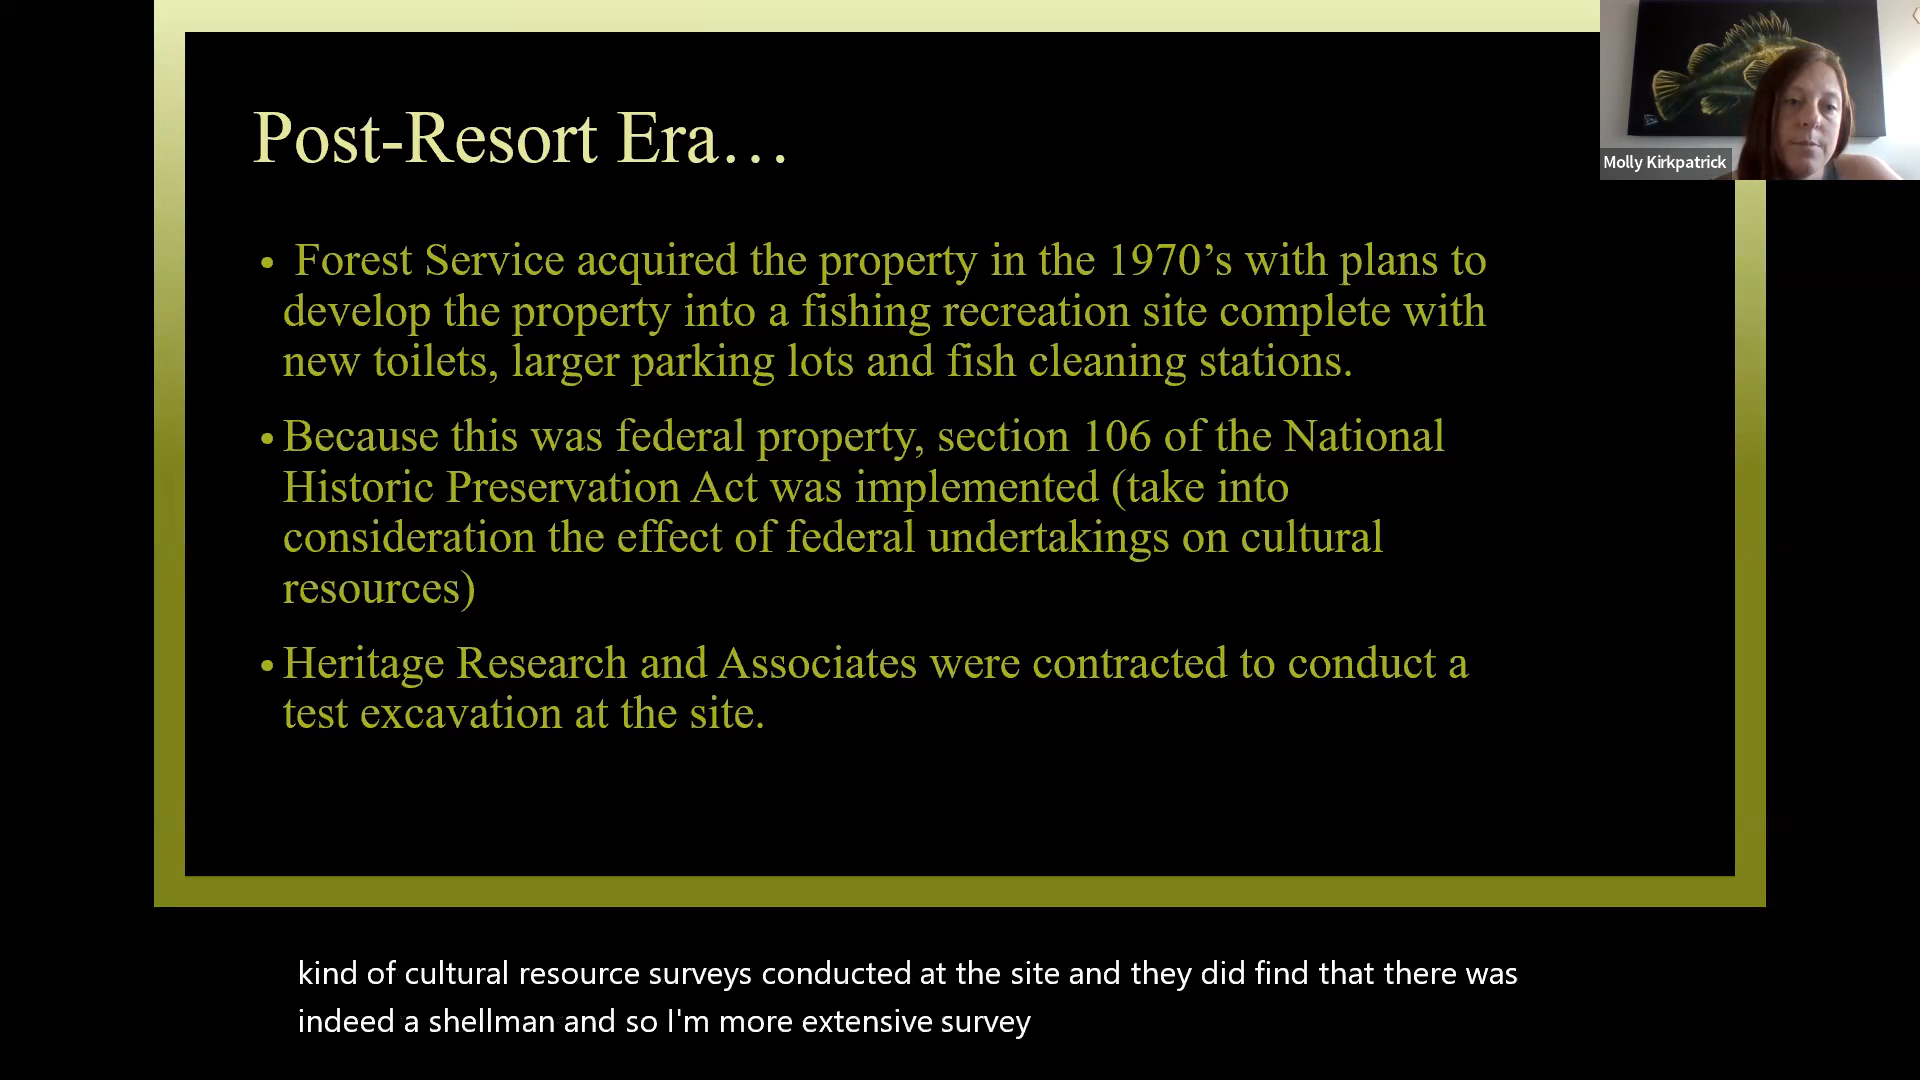 Post-Resort Era…
• Forest Service acquired the property in the 1970’s with plans to
develop the property into a fishing recreation site complete with
new toilets, larger parking lots and fish cleaning stations.
• Because this was federal property, section 106 of the National
Historic Preservation Act was implemented (take into
consideration the effect of federal undertakings on cultural
resources)
• Heritage Research and Associates were contracted to conduct a
test excavation at the site.
Molly Kirkpatrick
kind of cultural resource surveys conducted at the site and they did find that there was
indeed a shellman and so I'm more extensive survey